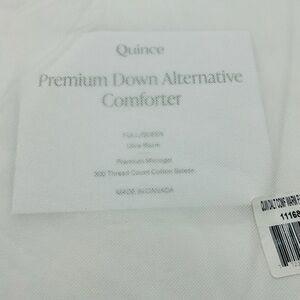 Quince
Premium Down Alternative
Comforter
FULL/QUEEN
Ultra Warm
Premium Microgel
300 Thread Count Cotton Sateen
MADE IN CANADA
11168